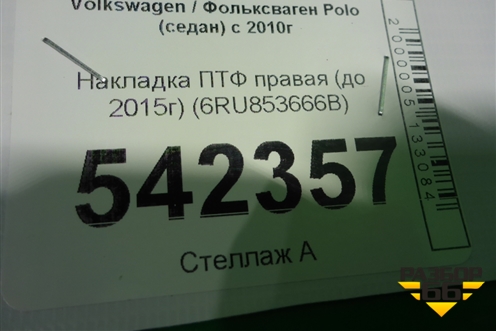 Volkswagen / Фольксваген Polo
(седан) с 2010г
Накладка ПТФ правая (до
2015г) (6RU853666B)
542357
Стеллаж А
2000005133084
РАЗБОР
66